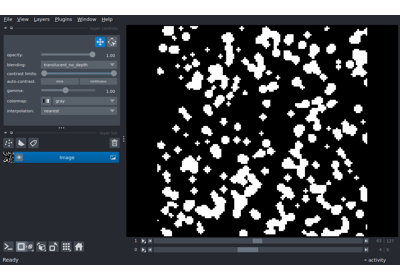 File View Layers Plugins Window Help
opacity: 1.00
blending: translucent_no_depth
contrast limits:
auto-contrast: once continuous
gamma: 1.00
colormap: gray
interpolation: nearest
Image
1
0
Ready
activity